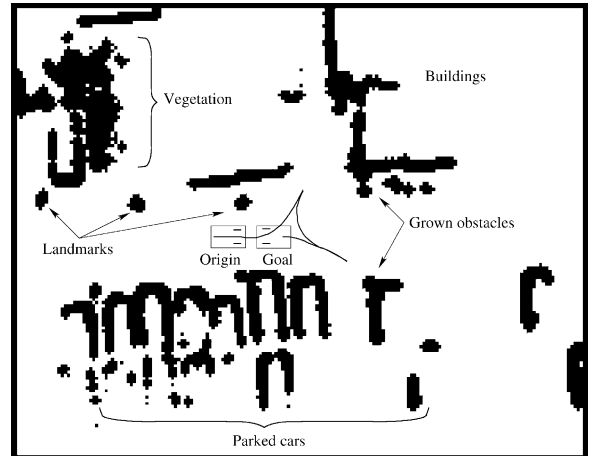 Buildings
Vegetation
Grown obstacles
Landmarks
Origin Goal
Parked cars